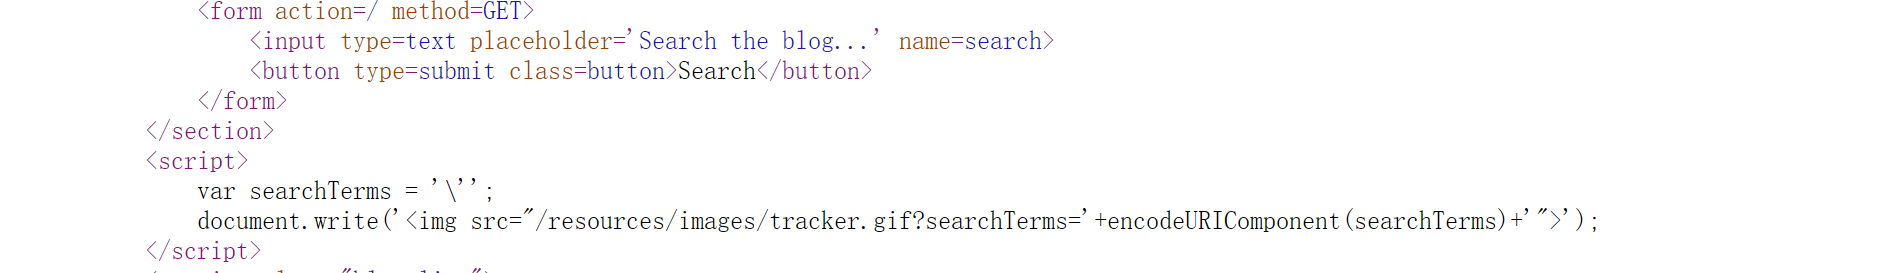 <form action=/ method=GET>
<input type=text placeholder='Search the blog...' name=search>
<button type=submit class=button>Search</button>
</form>
</section>
<script>
var searchTerms = '\'';
document.write('<img src="/resources/images/tracker.gif?searchTerms='+encodeURIComponent(searchTerms)+'">');
</script>